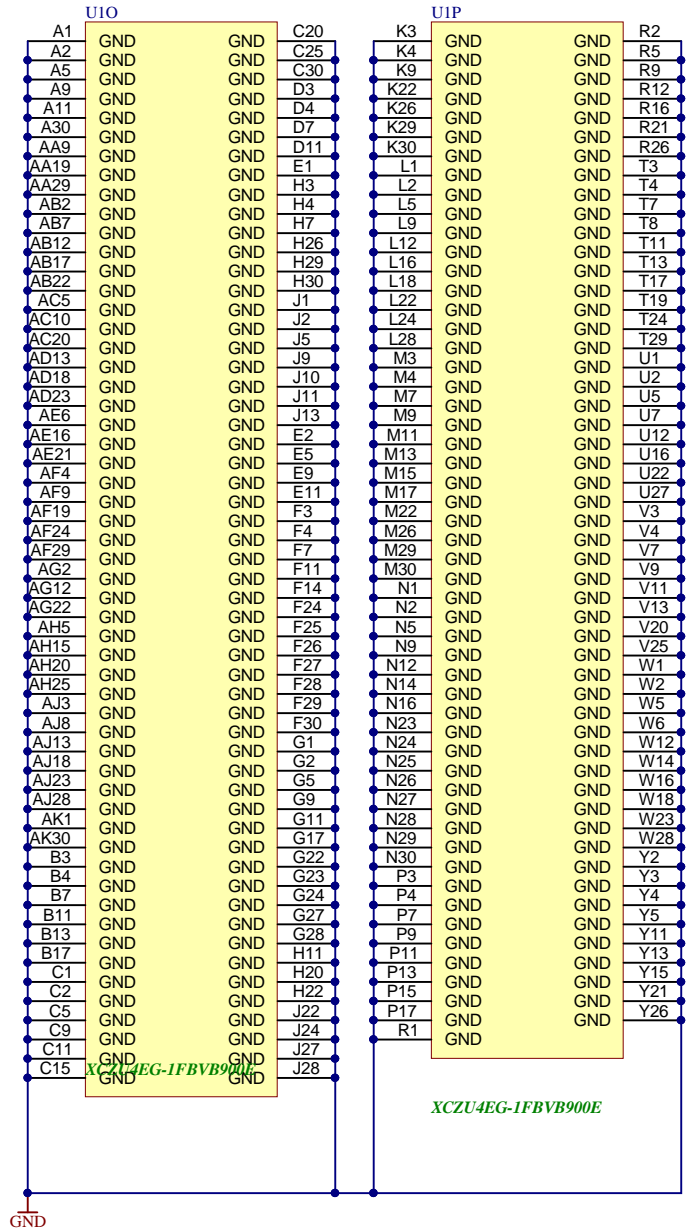 U1O
A1 GND GND C20
A2 GND GND C25
A5 GND GND C30
A9 GND GND D3
A11 GND GND D4
A30 GND GND D7
AA9 GND GND D11
AA19 GND GND E1
AA29 GND GND H3
AB2 GND GND H4
AB7 GND GND H7
AB12 GND GND H26
AB17 GND GND H29
AB22 GND GND H30
AC5 GND GND J1
AC10 GND GND J2
AC20 GND GND J5
AD13 GND GND J9
AD18 GND GND J10
AD23 GND GND J11
AE6 GND GND J13
AE16 GND GND E2
AE21 GND GND E5
AF4 GND GND E9
AF9 GND GND E11
AF19 GND GND F3
AF24 GND GND F4
AF29 GND GND F7
AG2 GND GND F11
AG12 GND GND F14
AG22 GND GND F24
AH5 GND GND F25
AH15 GND GND F26
AH20 GND GND F27
AH25 GND GND F28
AJ3 GND GND F29
AJ8 GND GND F30
AJ13 GND GND G1
AJ18 GND GND G2
AJ23 GND GND G5
AJ28 GND GND G9
AK1 GND GND G11
AK30 GND GND G17
B3 GND GND G22
B4 GND GND G23
B7 GND GND G24
B11 GND GND G27
B13 GND GND G28
B17 GND GND H11
C1 GND GND H20
C2 GND GND H22
C5 GND GND J22
C9 GND GND J24
C11 GND GND J27
C15 GND GND J28
XCZU4EG-1FBVB900E
U1P
K3 GND GND R2
K4 GND GND R5
K9 GND GND R9
K22 GND GND R12
K26 GND GND R16
K29 GND GND R21
K30 GND GND R26
L1 GND GND T3
L2 GND GND T4
L5 GND GND T7
L9 GND GND T8
L12 GND GND T11
L16 GND GND T13
L18 GND GND T17
L22 GND GND T19
L24 GND GND T24
L28 GND GND T29
M3 GND GND U1
M4 GND GND U2
M7 GND GND U5
M9 GND GND U7
M11 GND GND U12
M13 GND GND U16
M15 GND GND U22
M17 GND GND U27
M22 GND GND V3
M26 GND GND V4
M29 GND GND V7
M30 GND GND V9
N1 GND GND V11
N2 GND GND V13
N5 GND GND V20
N9 GND GND V25
N12 GND GND W1
N14 GND GND W2
N16 GND GND W5
N23 GND GND W6
N24 GND GND W12
N25 GND GND W14
N26 GND GND W16
N27 GND GND W18
N28 GND GND W23
N29 GND GND W28
N30 GND GND Y2
P3 GND GND Y3
P4 GND GND Y4
P7 GND GND Y5
P9 GND GND Y11
P11 GND GND Y13
P13 GND GND Y15
P15 GND GND Y21
P17 GND GND Y26
R1 GND
XCZU4EG-1FBVB900E
GND